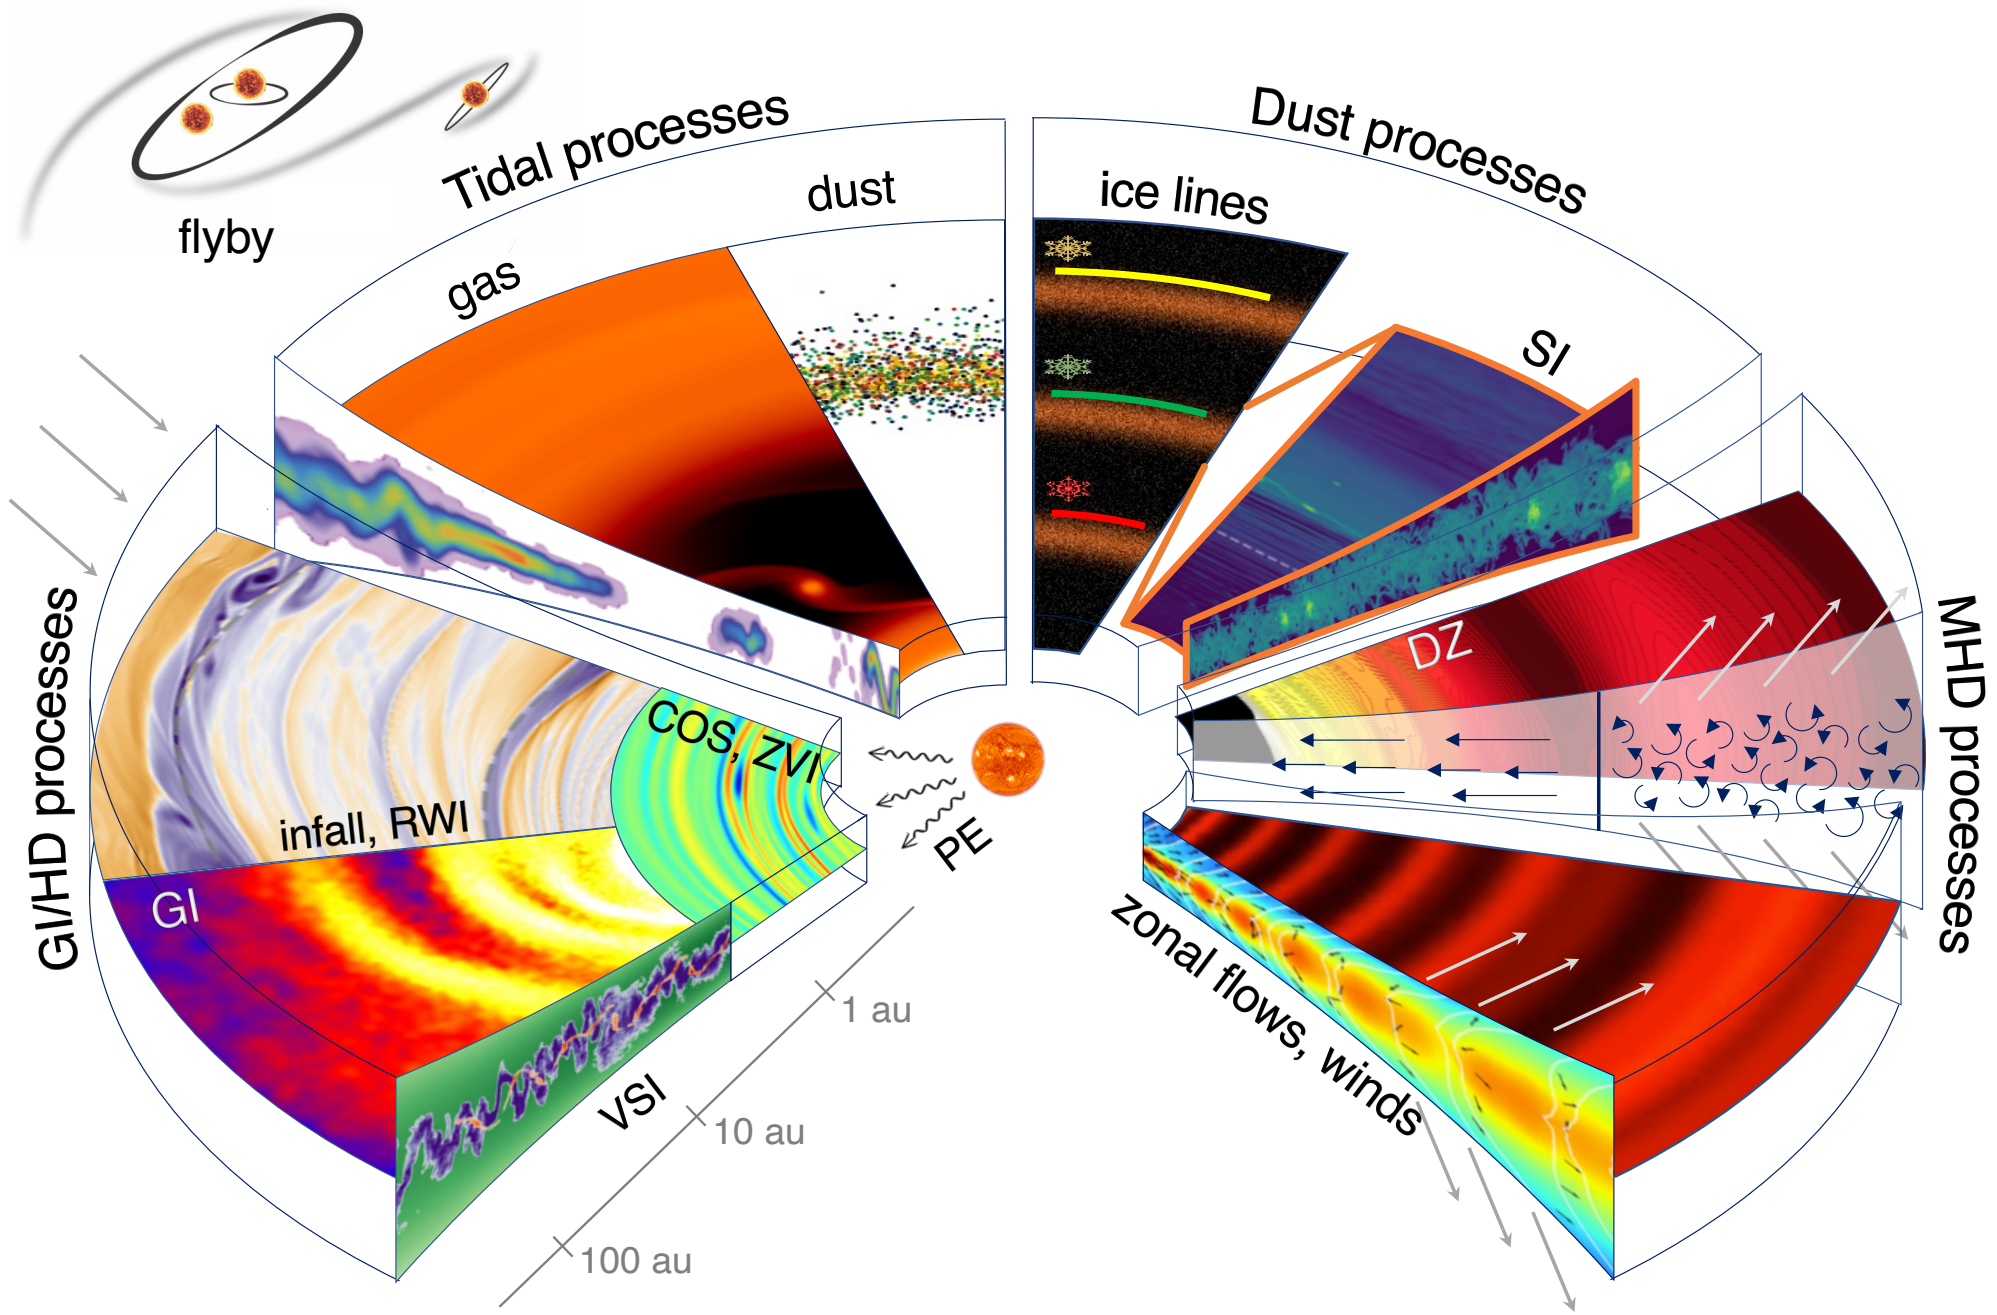 flyby
Tidal processes
gas
dust
Dust processes
ice lines
SI
GI/HD processes
infall, RWI
COS, ZVI
GI
VSI
PE
DZ
MHD processes
zonal flows, winds
1 au
10 au
100 au